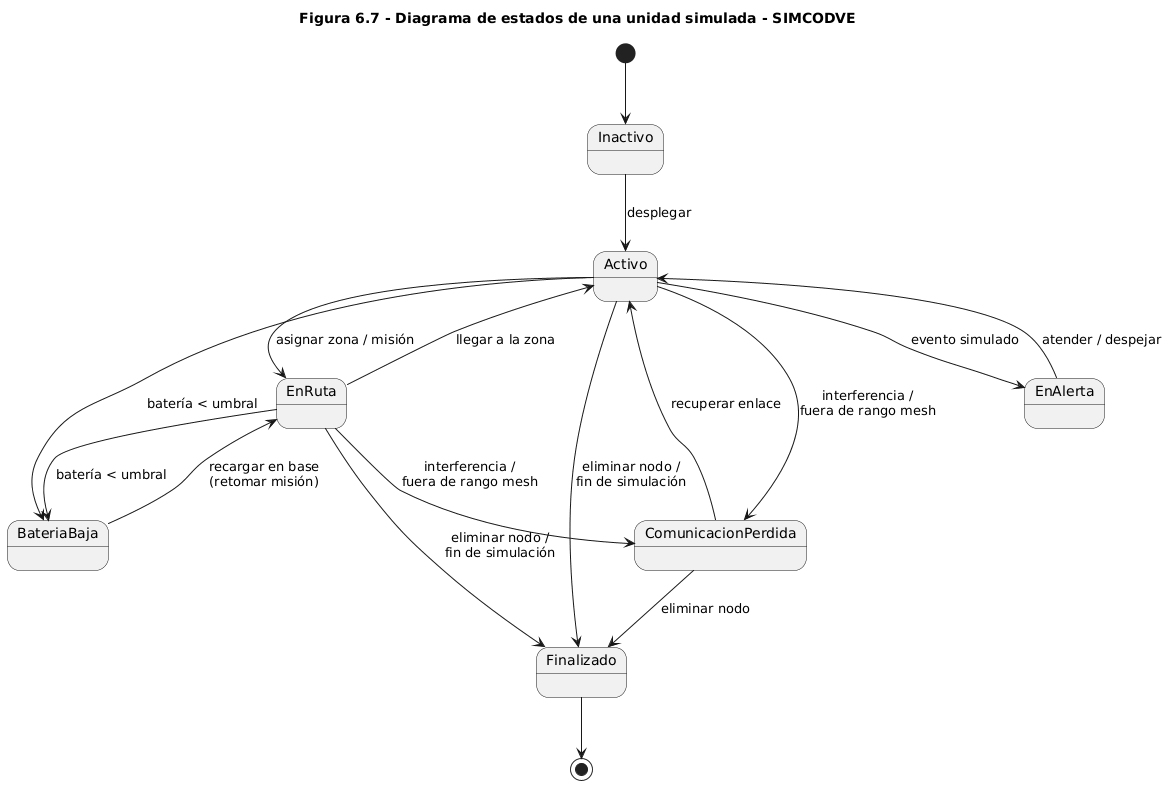 Figura 6.7 - Diagrama de estados de una unidad simulada - SIMCODVE
Inactivo
desplegar
Activo
asignar zona / misión
llegar a la zona
evento simulado
atender / despejar
EnRuta
EnAlerta
batería < umbral
recuperar enlace
interferencia /
fuera de rango mesh
batería < umbral
recargar en base
(retomar misión)
interferencia /
fuera de rango mesh
eliminar nodo /
fin de simulación
BateriaBaja
ComunicacionPerdida
eliminar nodo /
fin de simulación
eliminar nodo
Finalizado